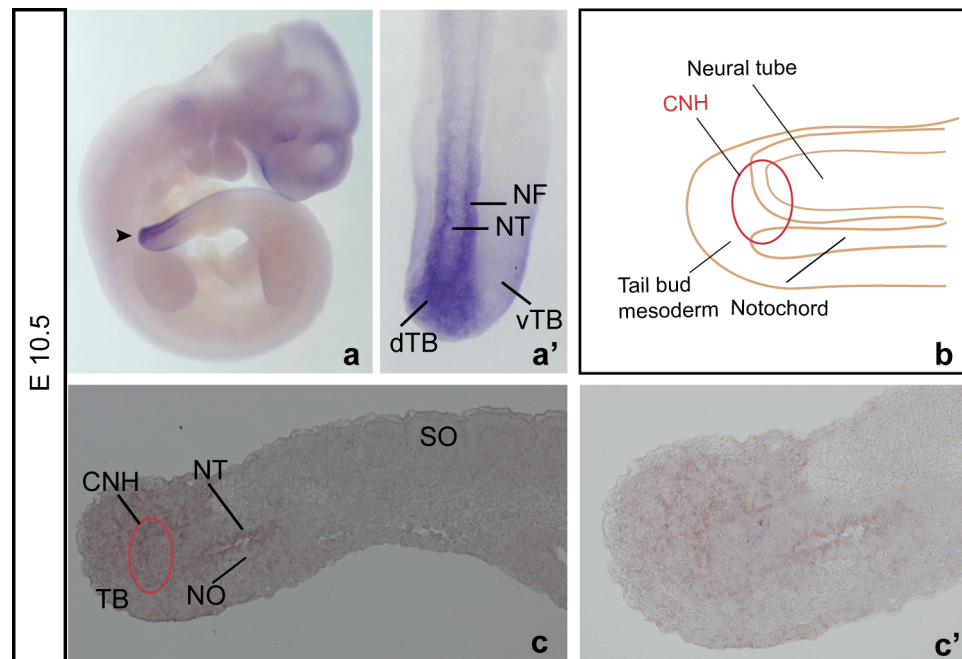 E 10.5
a
NF
NT
dTB
vTB
a’
Neural tube
CNH
Tail bud
mesoderm
Notochord
b
SO
CNH
NT
NO
TB
c
c’